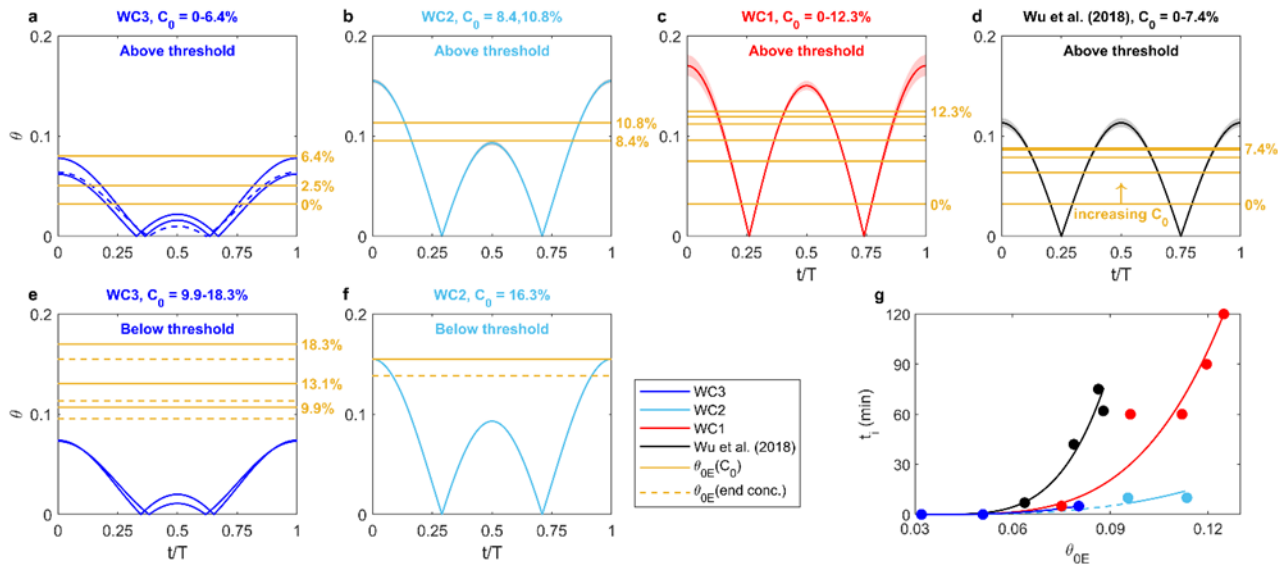 a
WC3, C₀ = 0-6.4%
Above threshold
0.2
0.1
0
θ
6.4%
2.5%
0%
0 0.25 0.5 0.75 1
t/T
b
WC2, C₀ = 8.4,10.8%
Above threshold
0.2
0.1
0
10.8%
8.4%
0 0.25 0.5 0.75 1
t/T
c
WC1, C₀ = 0-12.3%
Above threshold
0.2
0.1
0
12.3%
0%
0 0.25 0.5 0.75 1
t/T
d
Wu et al. (2018), C₀ = 0-7.4%
Above threshold
0.2
0.1
0
7.4%
0%
increasing C₀
0 0.25 0.5 0.75 1
t/T
e
WC3, C₀ = 9.9-18.3%
Below threshold
0.2
0.1
0
θ
18.3%
13.1%
9.9%
0 0.25 0.5 0.75 1
t/T
f
WC2, C₀ = 16.3%
Below threshold
0.2
0.1
0
0 0.25 0.5 0.75 1
t/T
WC3
WC2
WC1
Wu et al. (2018)
θ₀E(C₀)
θ₀E(end conc.)
g
120
90
60
30
0
tᵢ (min)
0.03 0.06 0.09 0.12
θ₀E